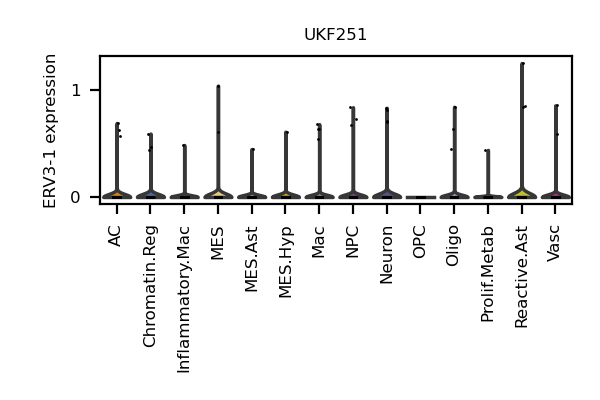 UKF251
ERV3-1 expression
1
0
AC
Chromatin.Reg
Inflammatory.Mac
MES
MES.Ast
MES.Hyp
Mac
NPC
Neuron
OPC
Oligo
Prolif.Metab
Reactive.Ast
Vasc